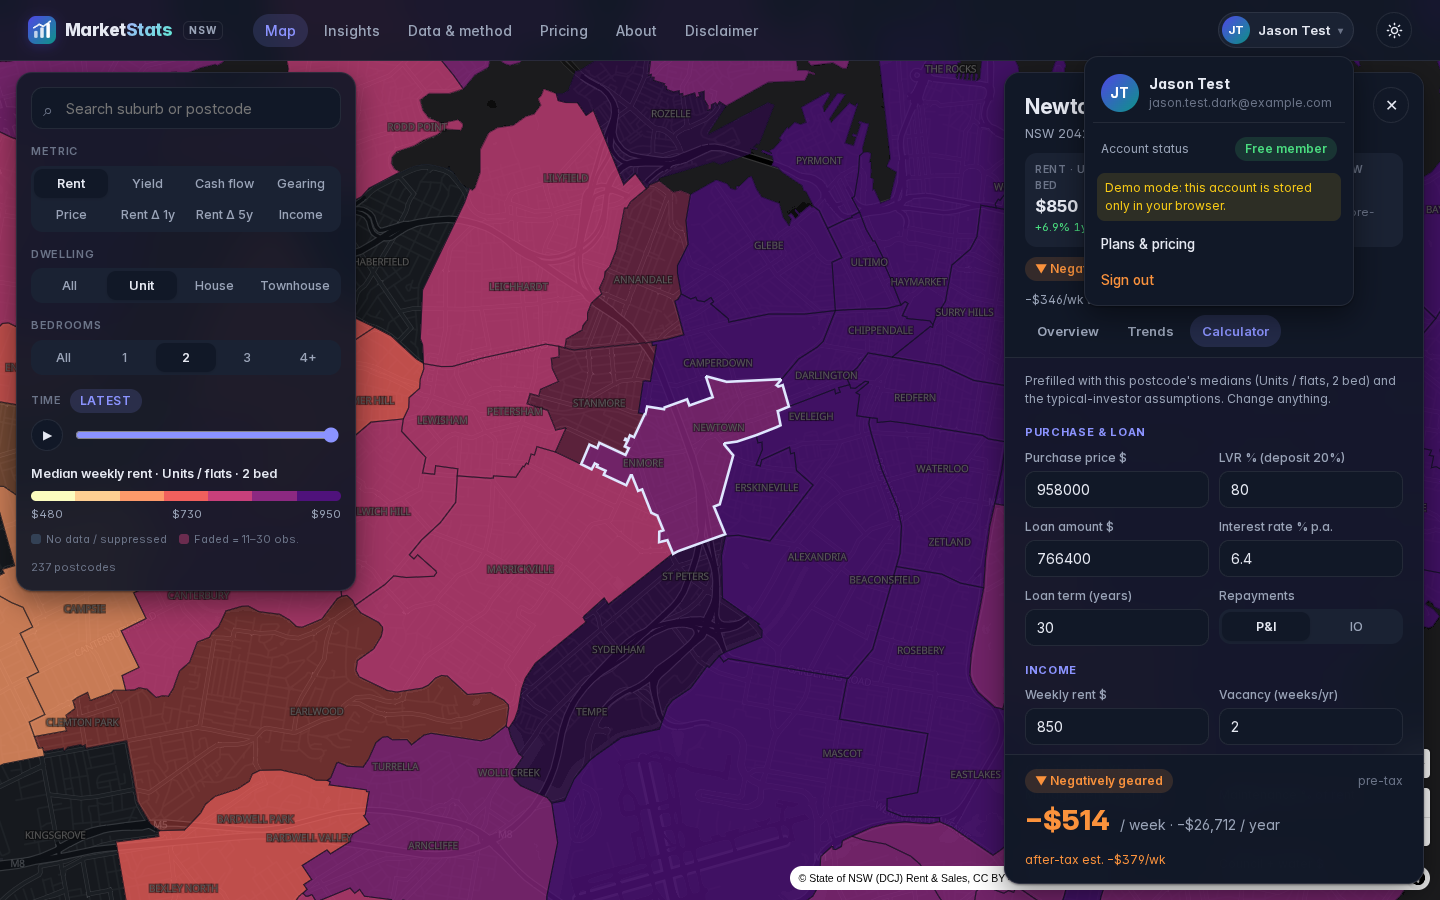 MarketStats NSW
Map Insights Data & method Pricing About Disclaimer
JT Jason Test ▾
Search suburb or postcode
METRIC
Rent Yield Cash flow Gearing
Price Rent Δ 1y Rent Δ 5y Income
DWELLING
All Unit House Townhouse
BEDROOMS
All 1 2 3 4+
TIME LATEST
Median weekly rent · Units / flats · 2 bed
$480 $730 $950
No data / suppressed Faded = 11–30 obs.
237 postcodes
THE ROCKS
ROZELLE
RODD POINT
PYRMONT
LILYFIELD
GLEBE
HABERFIELD
ULTIMO
ANNANDALE
HAYMARKET
LEICHHARDT
SURRY HILLS
CHIPPENDALE
CAMPERDOWN
DARLINGTON
REDFERN
STANMORE
PETERSHAM
EVELEIGH
LEWISHAM
NEWTOWN
ENMORE
WATERLOO
ERSKINEVILLE
ZETLAND
ALEXANDRIA
MARRICKVILLE
ST PETERS
BEACONSFIELD
CANTERBURY
CAMPSIE
SYDENHAM
ROSEBERY
EARLWOOD
TEMPE
CLEMTON PARK
MASCOT
TURRELLA
WOLLI CREEK
EASTLAKES
BARDWELL PARK
M5
KINGSGROVE
BARDWELL VALLEY
M8
ARNCLIFFE
M8
BEXLEY NORTH
© State of NSW (DCJ) Rent & Sales, CC BY
JT Jason Test
jason.test.dark@example.com
Account status Free member
Demo mode: this account is stored
only in your browser.
Plans & pricing
Sign out
✕
NSW 204
RENT · U
BED
$850
+6.9% 1y
−$346/wk
Overview Trends Calculator
Prefilled with this postcode's medians (Units / flats, 2 bed) and
the typical-investor assumptions. Change anything.
PURCHASE & LOAN
Purchase price $ LVR % (deposit 20%)
958000 80
Loan amount $ Interest rate % p.a.
766400 6.4
Loan term (years) Repayments
30 P&I IO
INCOME
Weekly rent $ Vacancy (weeks/yr)
850 2
▼ Negatively geared pre-tax
−$514 / week · −$26,712 / year
after-tax est. −$379/wk